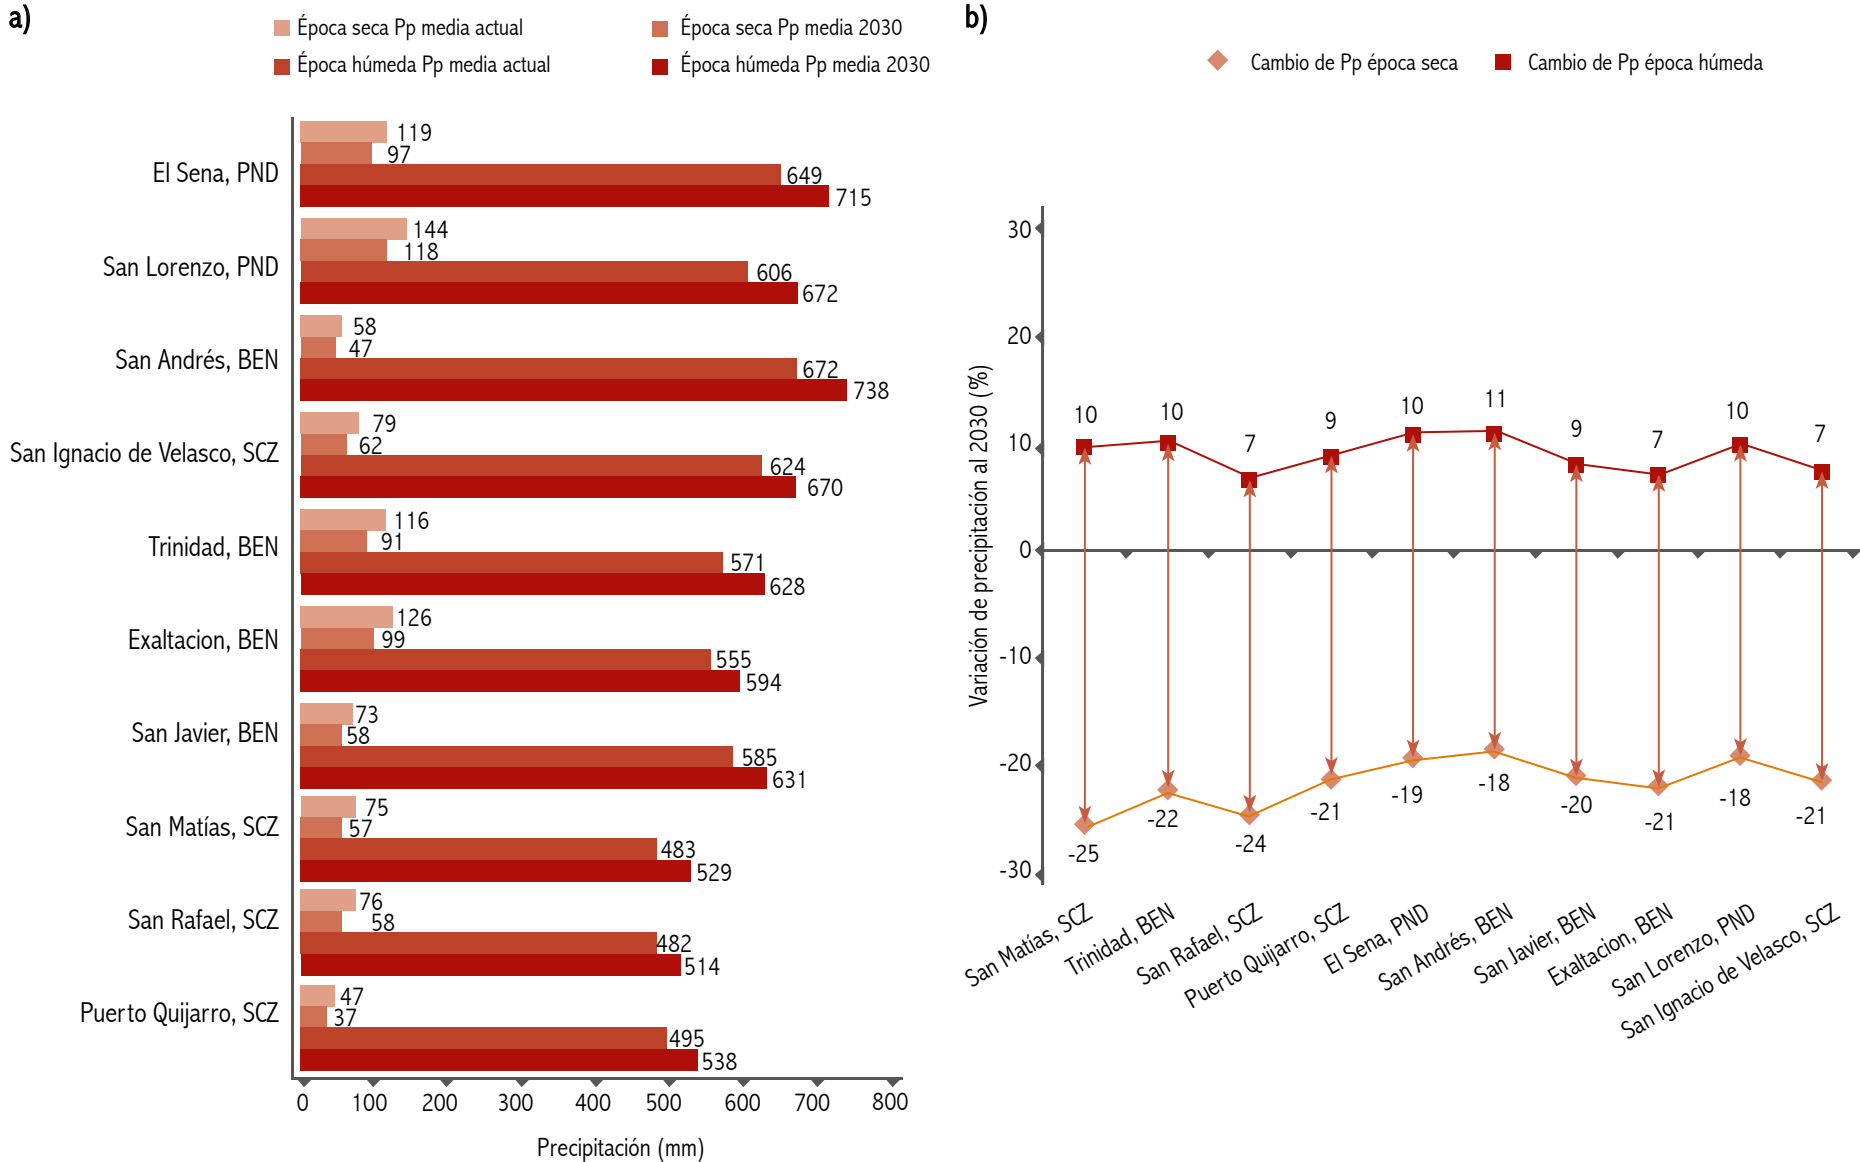 a)
Época seca Pp media actual
Época seca Pp media 2030
Época húmeda Pp media actual
Época húmeda Pp media 2030
El Sena, PND
119
97
649
715
San Lorenzo, PND
144
118
606
672
San Andrés, BEN
58
47
672
738
San Ignacio de Velasco, SCZ
79
62
624
670
Trinidad, BEN
116
91
571
628
Exaltacion, BEN
126
99
555
594
San Javier, BEN
73
58
585
631
San Matías, SCZ
75
57
483
529
San Rafael, SCZ
76
58
482
514
Puerto Quijarro, SCZ
47
37
495
538
0 100 200 300 400 500 600 700 800
Precipitación (mm)
b)
Cambio de Pp época seca
Cambio de Pp época húmeda
Variación de precipitación al 2030 (%)
30
20
10
0
-10
-20
-30
10 10 7 9 10 11 9 7 10 7
-25 -22 -24 -21 -19 -18 -20 -21 -18 -21
San Matías, SCZ
Trinidad, BEN
San Rafael, SCZ
Puerto Quijarro, SCZ
El Sena, PND
San Andrés, BEN
San Javier, BEN
Exaltacion, BEN
San Lorenzo, PND
San Ignacio de Velasco, SCZ